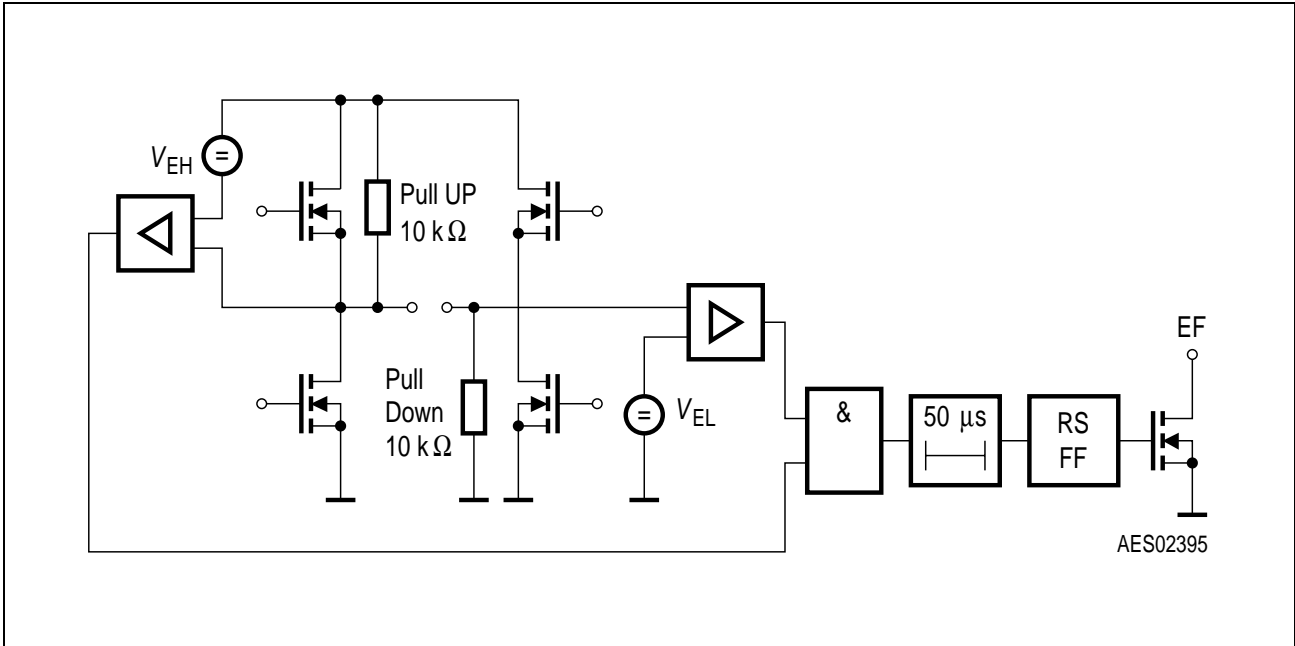 V_EH
=
Pull UP
10 kΩ
Pull
Down
10 kΩ
=
V_EL
&
50 µs
RS
FF
EF
AES02395